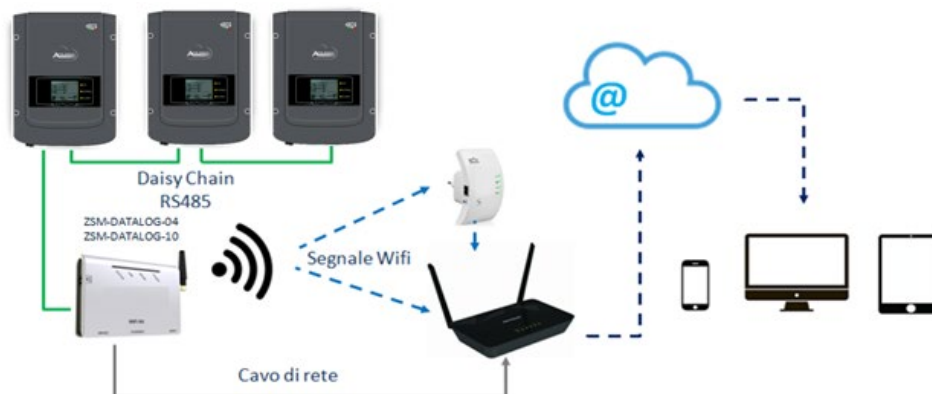 Daisy Chain
RS485
ZSM-DATALOG-04
ZSM-DATALOG-10
Segnale Wifi
Cavo di rete
@